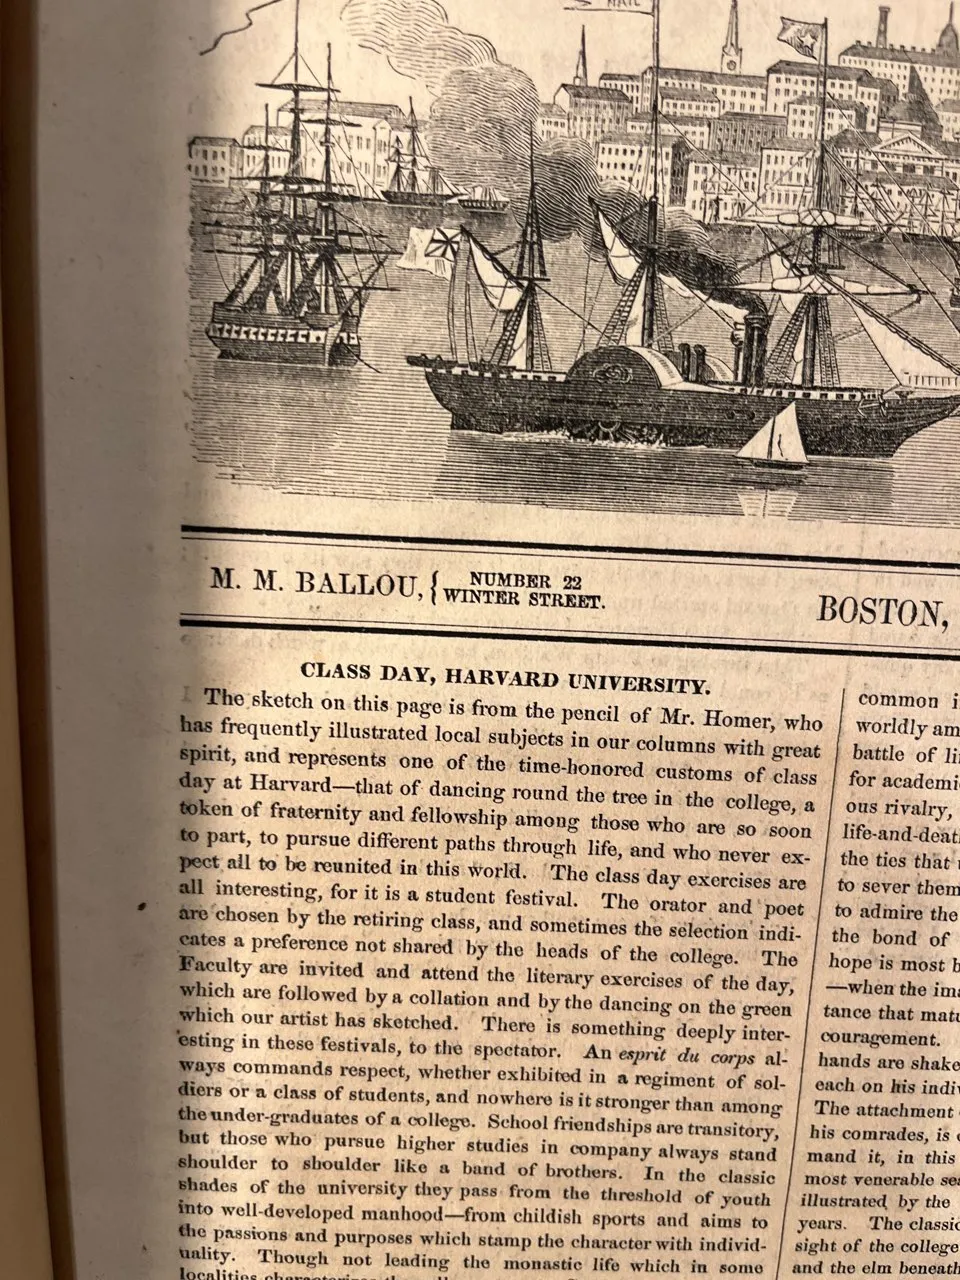 MAIL
M. M. BALLOU, { NUMBER 22
WINTER STREET.
BOSTON,
CLASS DAY, HARVARD UNIVERSITY.
The sketch on this page is from the pencil of Mr. Homer, who
has frequently illustrated local subjects in our columns with great
spirit, and represents one of the time-honored customs of class
day at Harvard—that of dancing round the tree in the college, a
token of fraternity and fellowship among those who are so soon
to part, to pursue different paths through life, and who never ex-
pect all to be reunited in this world. The class day exercises are
all interesting, for it is a student festival. The orator and poet
are chosen by the retiring class, and sometimes the selection indi-
cates a preference not shared by the heads of the college. The
Faculty are invited and attend the literary exercises of the day,
which are followed by a collation and by the dancing on the green
which our artist has sketched. There is something deeply inter-
esting in these festivals, to the spectator. An esprit du corps al-
ways commands respect, whether exhibited in a regiment of sol-
diers or a class of students, and nowhere is it stronger than among
the under-graduates of a college. School friendships are transitory,
but those who pursue higher studies in company always stand
shoulder to shoulder like a band of brothers. In the classic
shades of the university they pass from the threshold of youth
into well-developed manhood—from childish sports and aims to
the passions and purposes which stamp the character with individ-
uality. Though not leading the monastic life which in some
localities
common i
worldly am
battle of li
for academi
ous rivalry,
life-and-deat
the ties that
to sever them
to admire the
the bond of
hope is most b
—when the ima
tance that matu
couragement.
hands are shake
each on his indiv
The attachment
his comrades, is
mand it, in this
most venerable se
illustrated by the
years. The classic
sight of the college
and the elm beneath